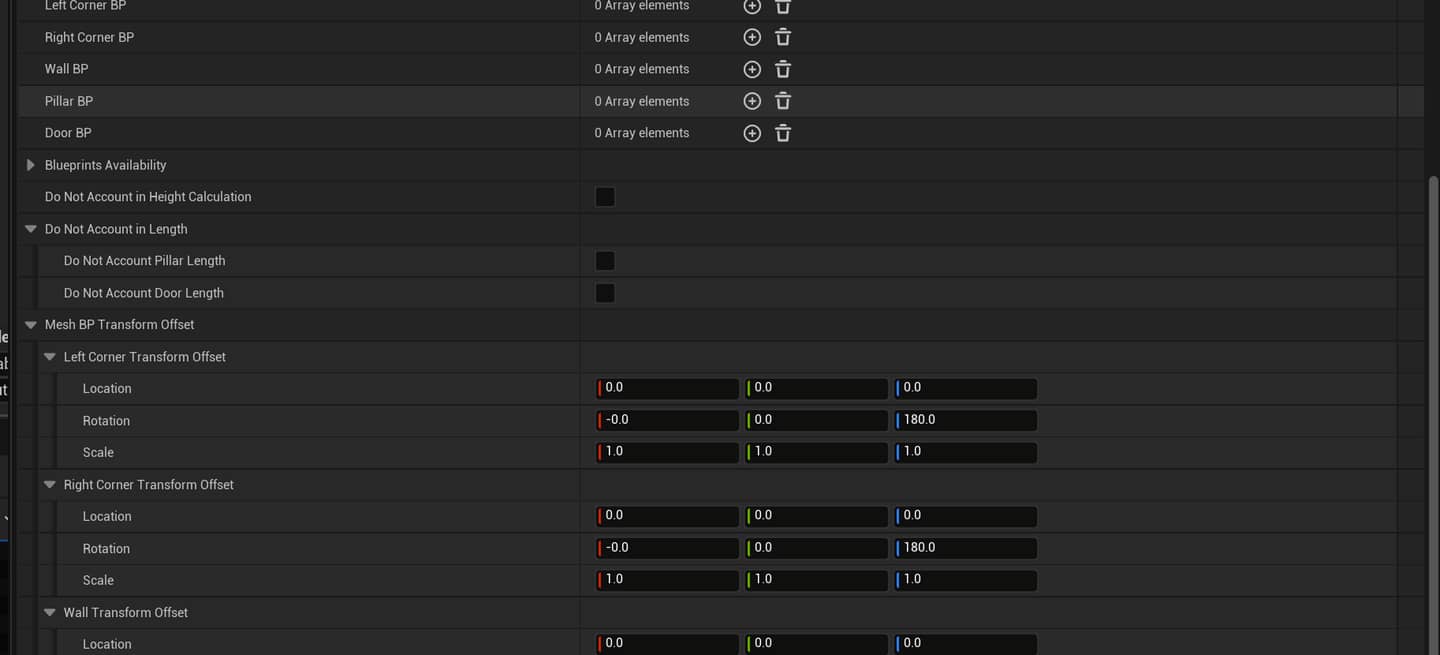 Left Corner BP 0 Array elements
Right Corner BP 0 Array elements
Wall BP 0 Array elements
Pillar BP 0 Array elements
Door BP 0 Array elements
Blueprints Availability
Do Not Account in Height Calculation
Do Not Account in Length
Do Not Account Pillar Length
Do Not Account Door Length
Mesh BP Transform Offset
Left Corner Transform Offset
Location 0.0 0.0 0.0
Rotation -0.0 0.0 180.0
Scale 1.0 1.0 1.0
Right Corner Transform Offset
Location 0.0 0.0 0.0
Rotation -0.0 0.0 180.0
Scale 1.0 1.0 1.0
Wall Transform Offset
Location 0.0 0.0 0.0